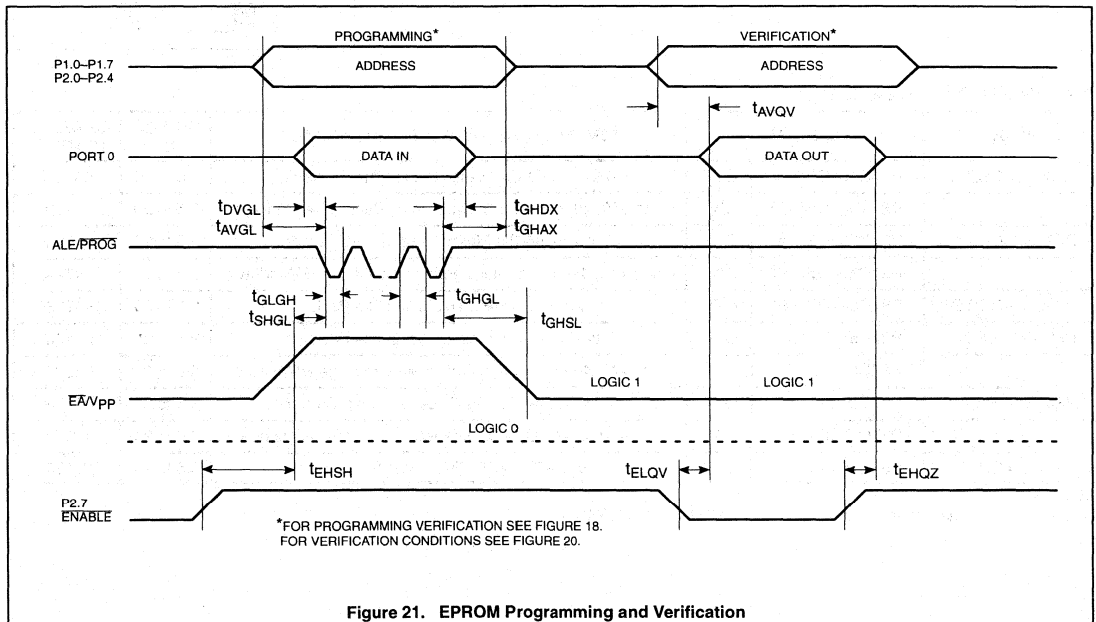 PROGRAMMING*
VERIFICATION*
P1.0–P1.7
P2.0–P2.4
ADDRESS
ADDRESS
tAVQV
PORT 0
DATA IN
DATA OUT
tDVGL
tGHDX
tAVGL
tGHAX
ALE/PROG
tGLGH
tGHGL
tSHGL
tGHSL
LOGIC 1
LOGIC 1
EA/VPP
LOGIC 0
tEHSH
tELQV
tEHQZ
P2.7
ENABLE
*FOR PROGRAMMING VERIFICATION SEE FIGURE 18.
FOR VERIFICATION CONDITIONS SEE FIGURE 20.
Figure 21. EPROM Programming and Verification